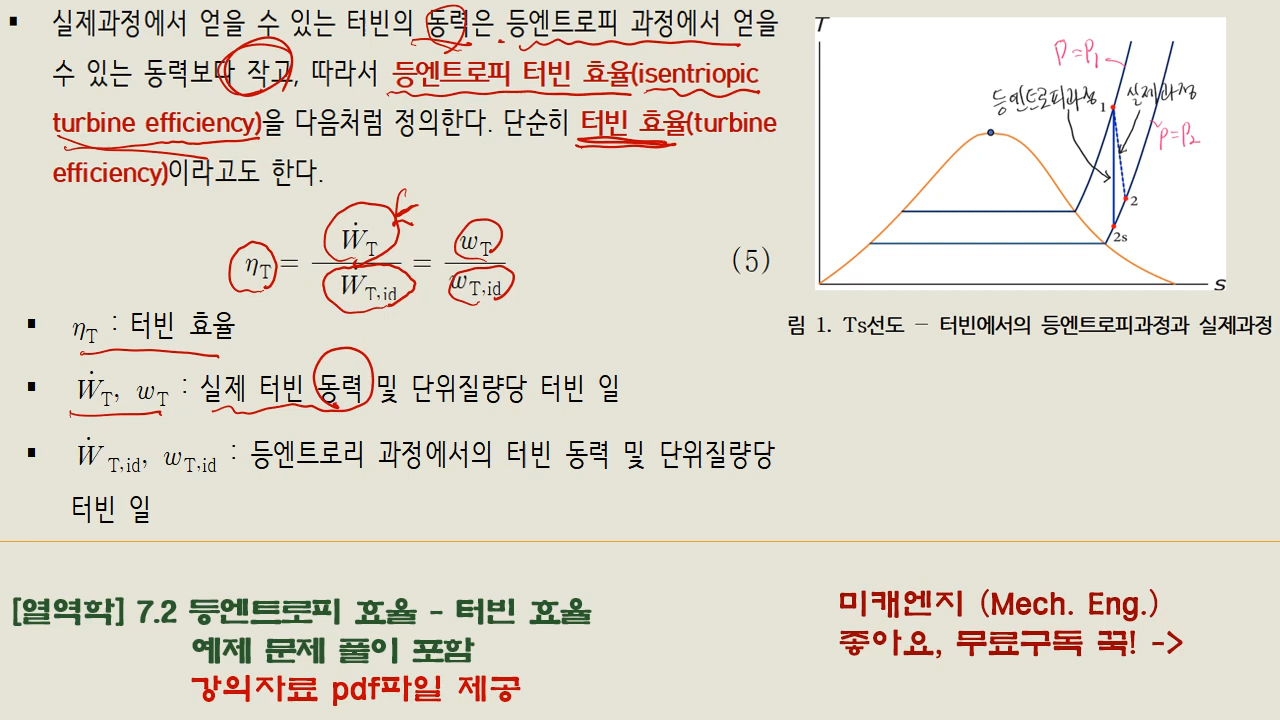 실제과정에서 얻을 수 있는 터빈의 동력은 등엔트로피 과정에서 얻을
수 있는 동력보다 작고, 따라서 등엔트로피 터빈 효율(isentriopic
turbine efficiency)을 다음처럼 정의한다. 단순히 터빈 효율(turbine
efficiency)이라고도 한다.
η_T = Ẇ_T / Ẇ_T,id = w_T / w_T,id (5)
η_T : 터빈 효율
Ẇ_T, w_T : 실제 터빈 동력 및 단위질량당 터빈 일
Ẇ_T,id, w_T,id : 등엔트로리 과정에서의 터빈 동력 및 단위질량당
터빈 일
T
P=P₁
등엔트로피과정
1
실제과정
P=P₂
2
2s
s
림 1. Ts선도 – 터빈에서의 등엔트로피과정과 실제과정
[열역학] 7.2 등엔트로피 효율 - 터빈 효율
예제 문제 풀이 포함
강의자료 pdf파일 제공
미캐엔지 (Mech. Eng.)
좋아요, 무료구독 꾹! ->